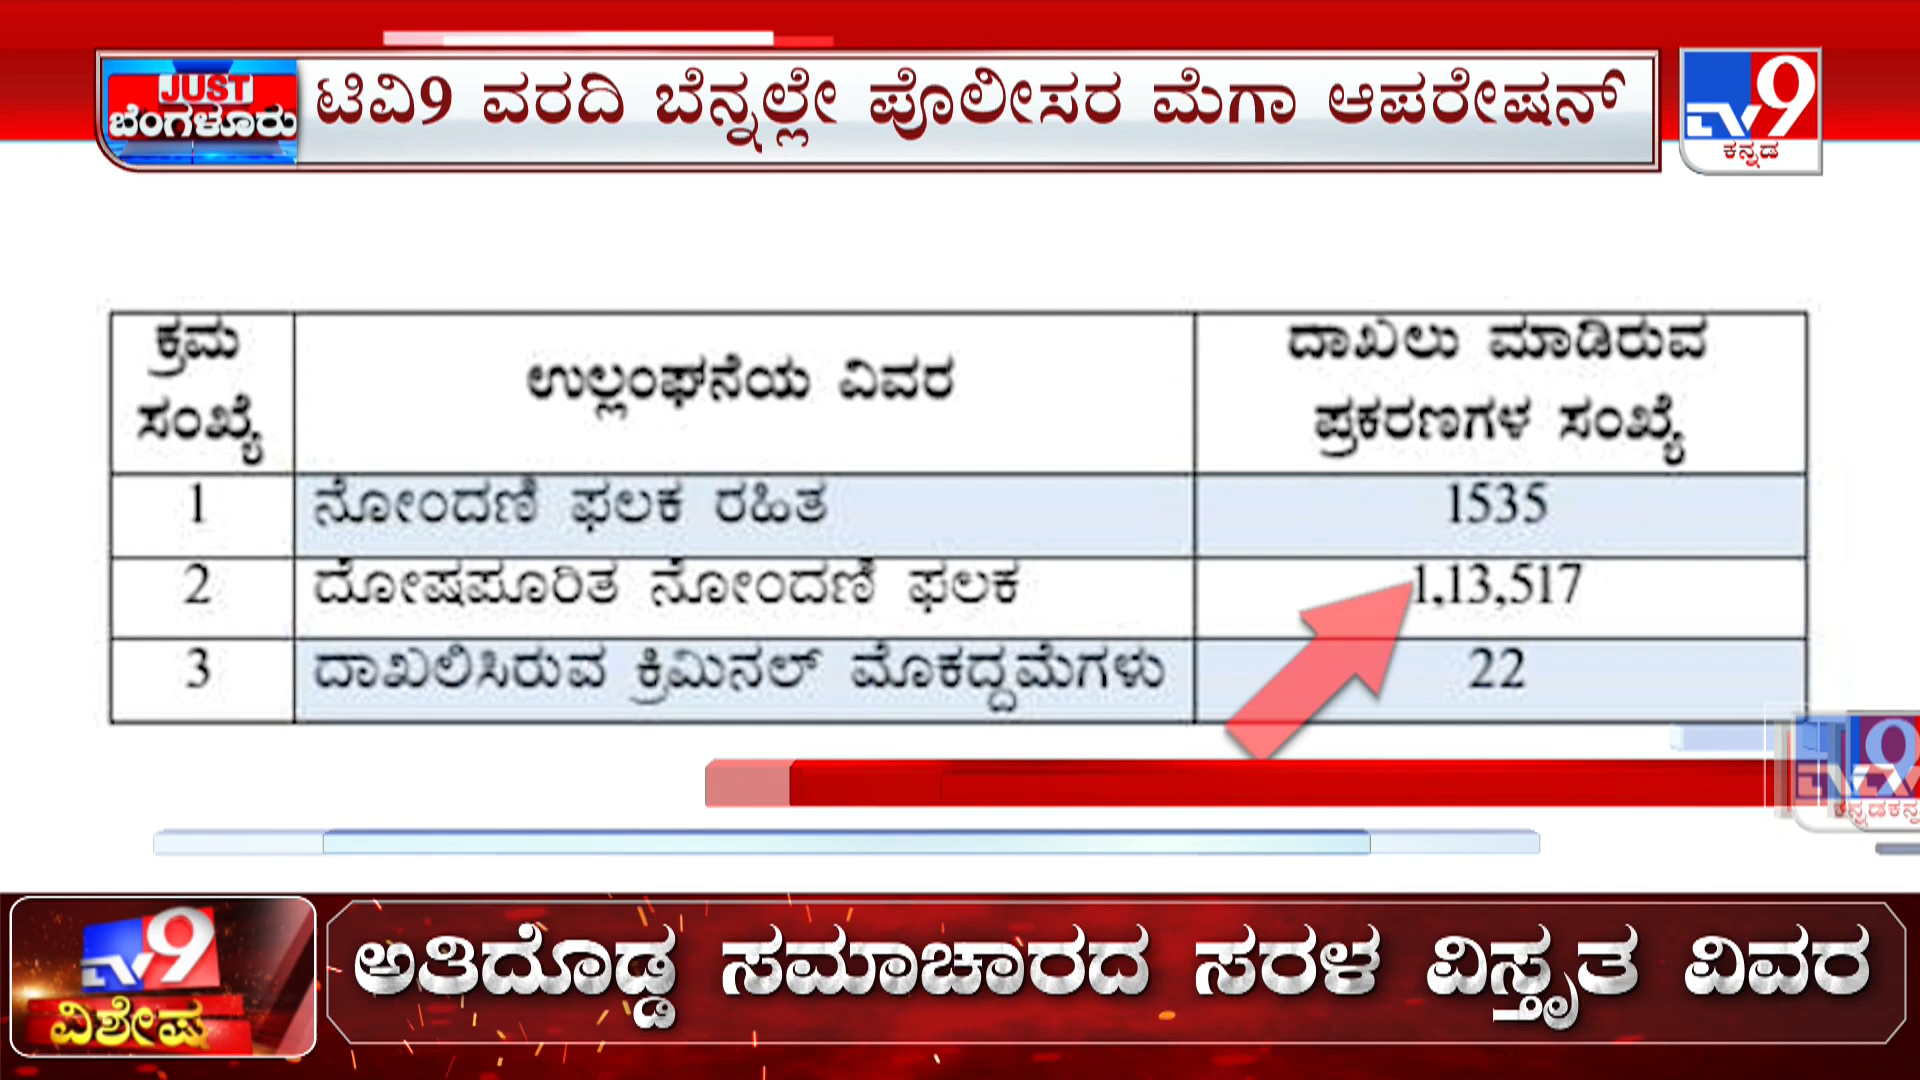 JUST
ಬೆಂಗಳೂರು
ಟಿವಿ9 ವರದಿ ಬೆನ್ನಲ್ಲೇ ಪೊಲೀಸರ ಮೆಗಾ ಆಪರೇಷನ್
TV9
ಕನ್ನಡ
ಕ್ರಮ ಸಂಖ್ಯೆ
ಉಲ್ಲಂಘನೆಯ ವಿವರ
ದಾಖಲು ಮಾಡಿರುವ ಪ್ರಕರಣಗಳ ಸಂಖ್ಯೆ
1 ನೋಂದಣಿ ಫಲಕ ರಹಿತ 1535
2 ದೋಷಪೂರಿತ ನೋಂದಣಿ ಫಲಕ 1,13,517
3 ದಾಖಲಿಸಿರುವ ಕ್ರಿಮಿನಲ್ ಮೊಕದ್ದಮೆಗಳು 22
TV9
ವಿಶೇಷ
ಅತಿದೊಡ್ಡ ಸಮಾಚಾರದ ಸರಳ ವಿಸ್ತೃತ ವಿವರ